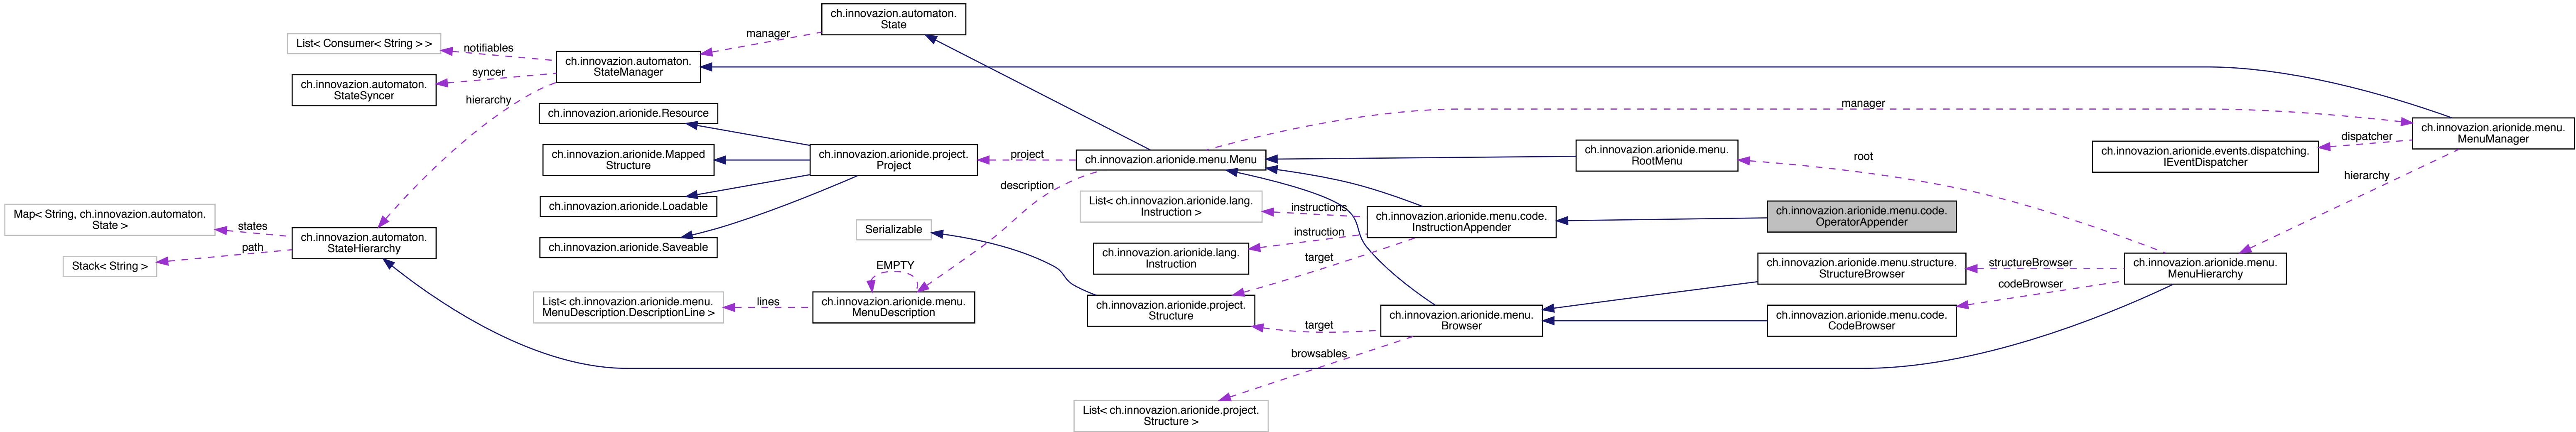 ch.innovazion.automaton.
State
manager
List< Consumer< String > >
notifiables
ch.innovazion.automaton.
StateManager
syncer
ch.innovazion.automaton.
StateSyncer
hierarchy
manager
ch.innovazion.arionide.Resource
ch.innovazion.arionide.menu.
MenuManager
dispatcher
ch.innovazion.arionide.Mapped
Structure
ch.innovazion.arionide.project.
Project
project
ch.innovazion.arionide.menu.Menu
ch.innovazion.arionide.menu.
RootMenu
root
ch.innovazion.arionide.events.dispatching.
IEventDispatcher
hierarchy
description
ch.innovazion.arionide.Loadable
List< ch.innovazion.arionide.lang.
Instruction >
instructions
ch.innovazion.arionide.menu.code.
InstructionAppender
ch.innovazion.arionide.menu.code.
OperatorAppender
Map< String, ch.innovazion.automaton.
State >
states
path
Stack< String >
ch.innovazion.automaton.
StateHierarchy
ch.innovazion.arionide.Saveable
Serializable
instruction
ch.innovazion.arionide.lang.
Instruction
target
EMPTY
ch.innovazion.arionide.menu.structure.
StructureBrowser
structureBrowser
ch.innovazion.arionide.menu.
MenuHierarchy
codeBrowser
List< ch.innovazion.arionide.menu.
MenuDescription.DescriptionLine >
lines
ch.innovazion.arionide.menu.
MenuDescription
ch.innovazion.arionide.project.
Structure
target
ch.innovazion.arionide.menu.
Browser
ch.innovazion.arionide.menu.code.
CodeBrowser
browsables
List< ch.innovazion.arionide.project.
Structure >